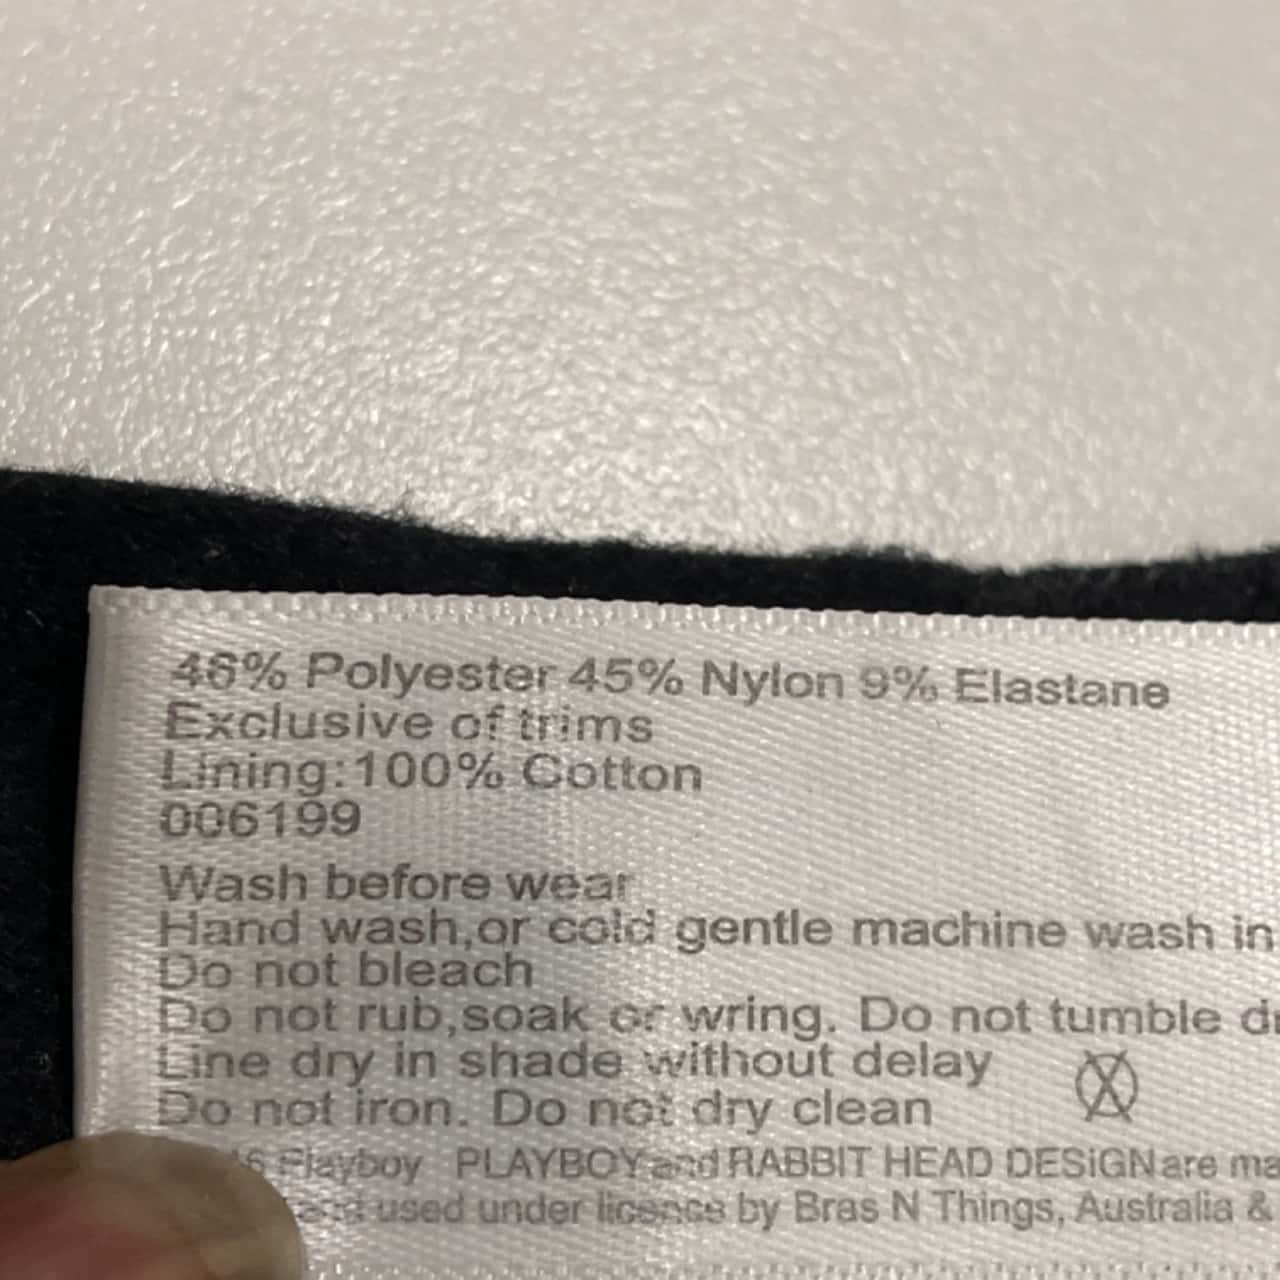 46% Polyester 45% Nylon 9% Elastane
Exclusive of trims
Lining:100% Cotton
006199
Wash before wear
Hand wash,or cold gentle machine wash in
Do not bleach
Do not rub,soak or wring. Do not tumble
Line dry in shade without delay
Do not iron. Do not dry clean
Playboy PLAYBOY and RABBIT HEAD DESIGN are
and used under licence by Bras N Things, Australia &